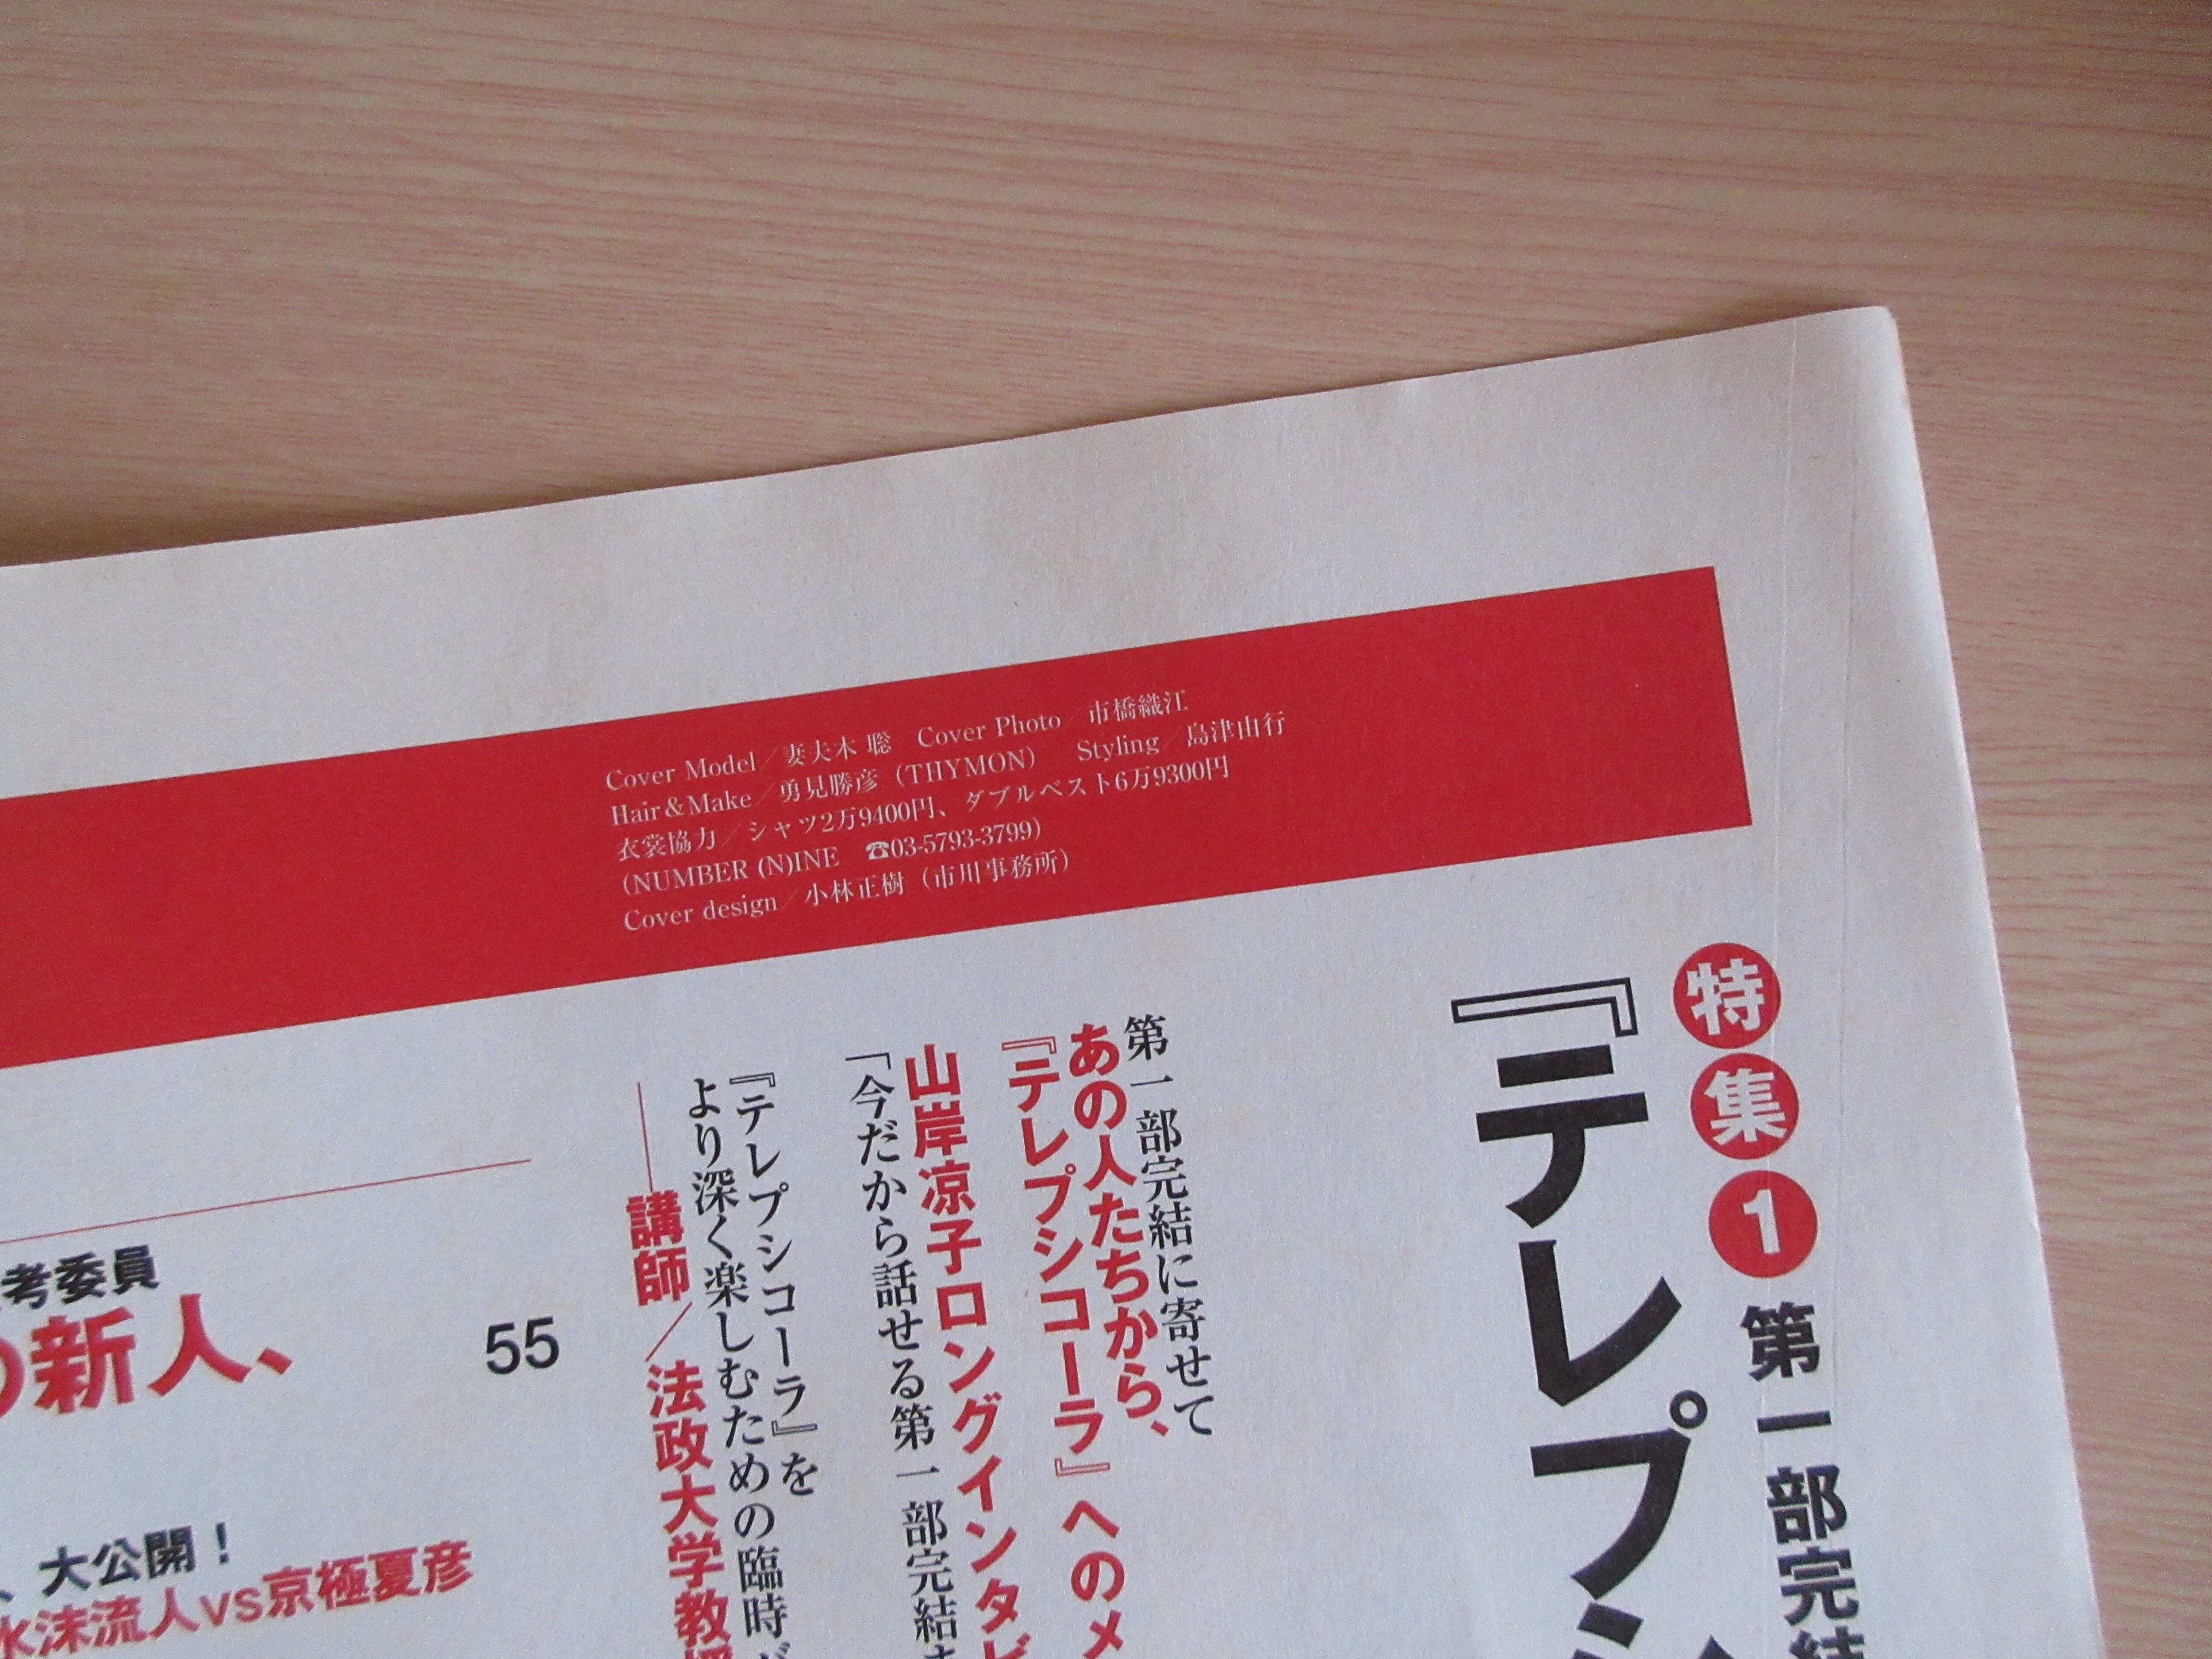 Cover Model／妻夫木 聡　Cover Photo／市橋織江
Hair＆Make／勇見勝彦（THYMON）　Styling／島津由行
衣裳協力／シャツ2万9400円、ダブルベスト6万9300円
（NUMBER (N)INE　☎03-5793-3799）
Cover design／小林正樹（市川事務所）
特集1 第一部完結
『テレプシ
第一部完結に寄せて
あの人たちから、
『テレプシコーラ』へのメ
山岸凉子ロングインタビ
「今だから話せる第一部完結ま
『テレプシコーラ』を
より深く楽しむための臨時
──講師／法政大学教授
55
考委員
の新人、
、大公開！
水沫流人vs京極夏彦